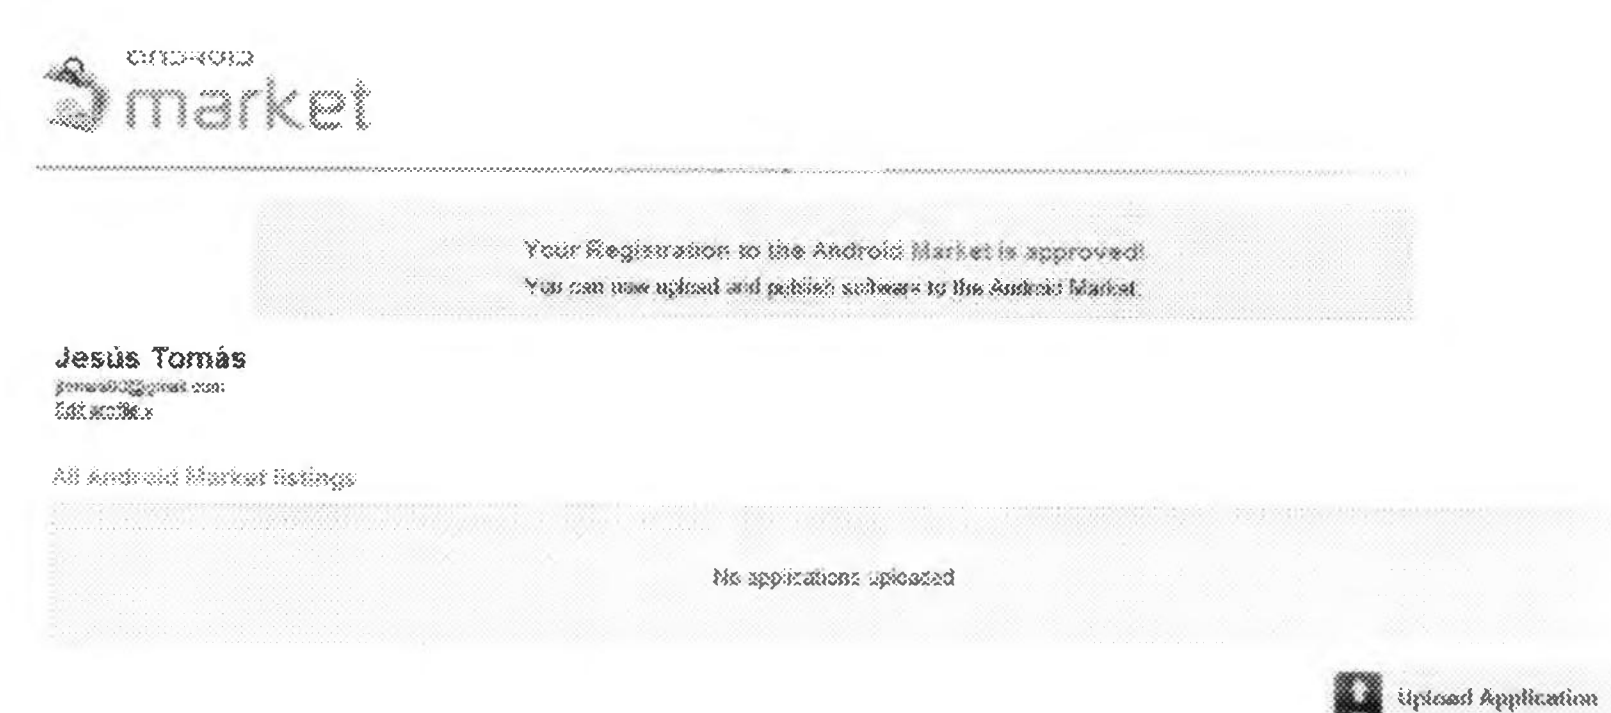 android
market
Your Registration to the Android Market is approved!
You can now upload and publish software to the Android Market.
Jesús Tomás
Edit profile »
All Android Market listings
No applications uploaded
Upload Application